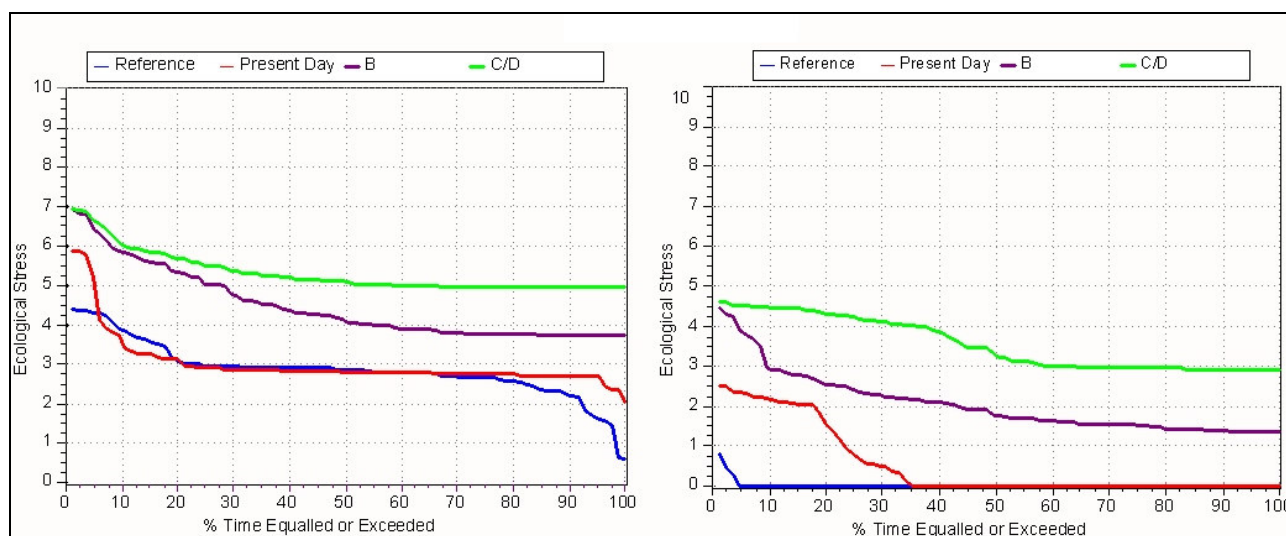 Reference Present Day B C/D
10
9
8
7
6
5
4
3
2
1
0
Ecological Stress
0 10 20 30 40 50 60 70 80 90 100
% Time Equalled or Exceeded
Reference Present Day B C/D
10
9
8
7
6
5
4
3
2
1
0
Ecological Stress
0 10 20 30 40 50 60 70 80 90 100
% Time Equalled or Exceeded